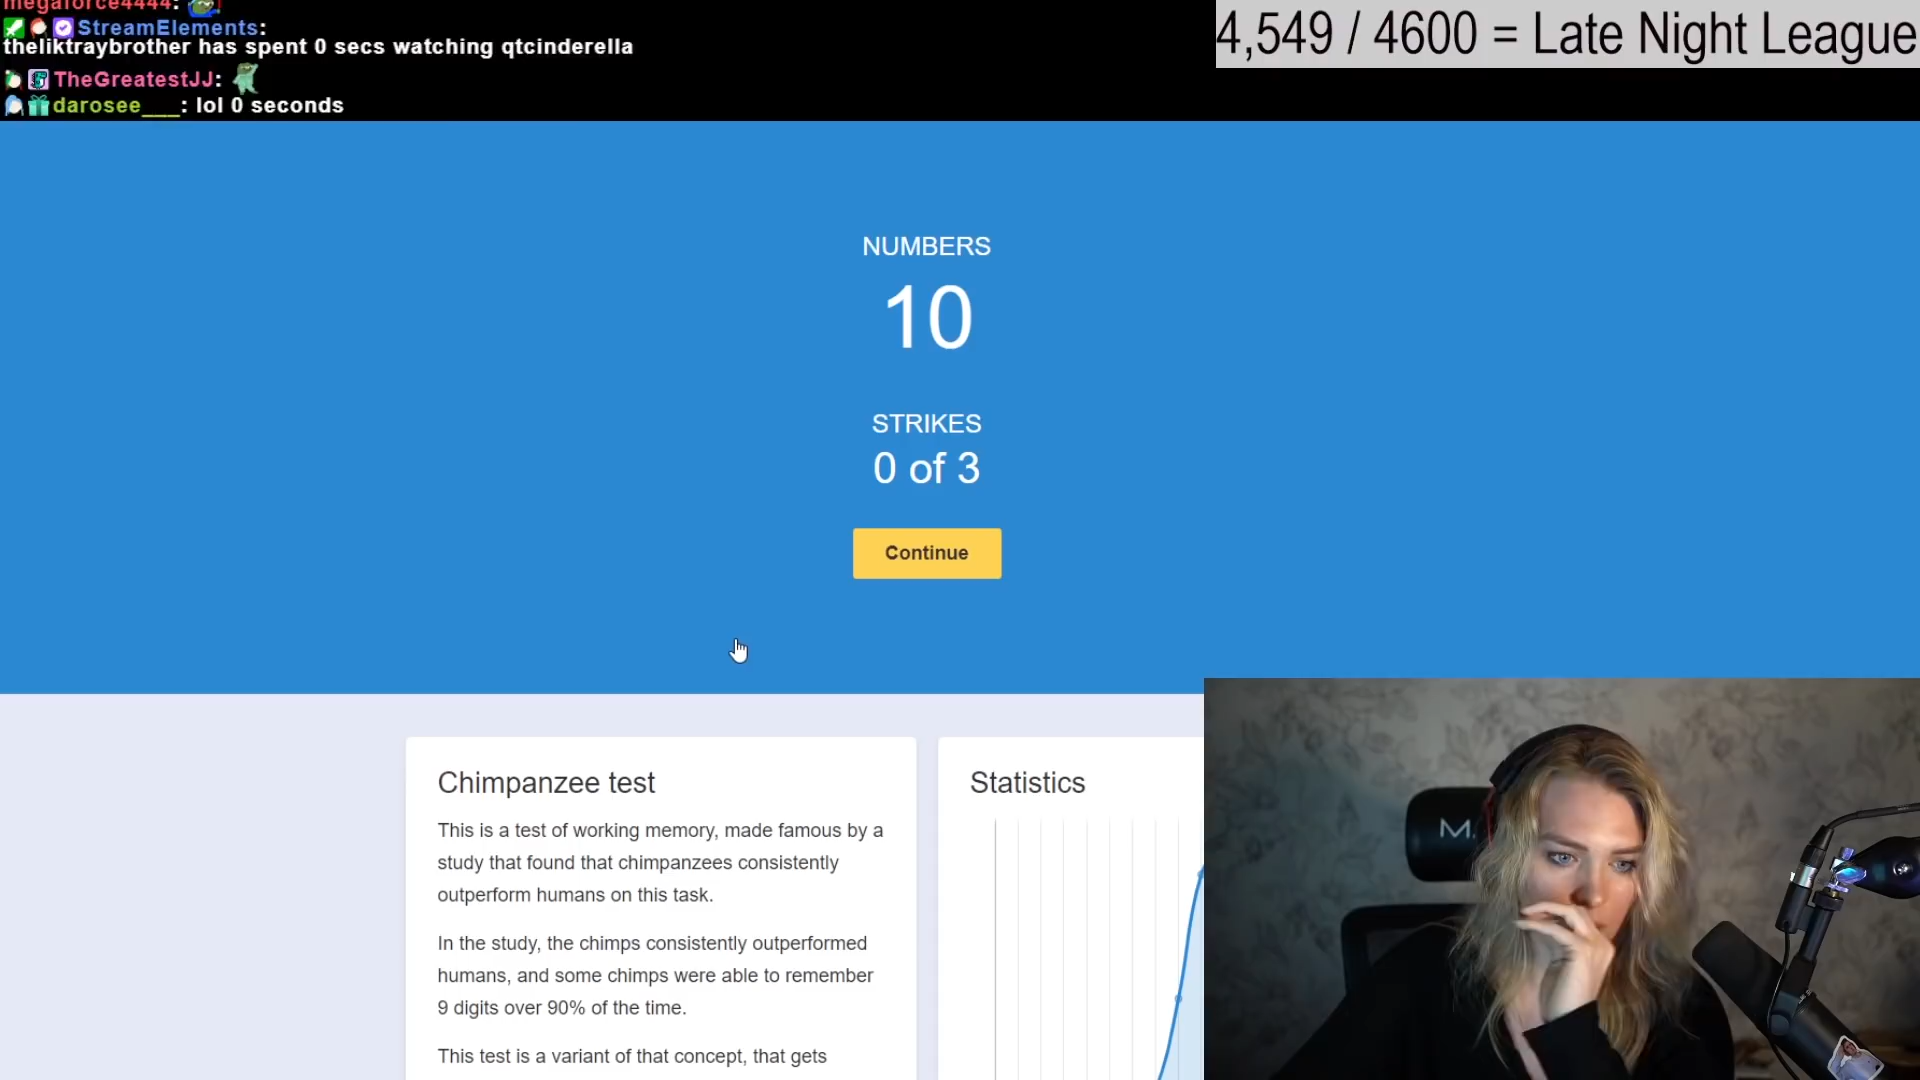 megaforce4444:
StreamElements:
theliktraybrother has spent 0 secs watching qtcinderella
TheGreatestJJ:
darosee___: lol 0 seconds
4,549 / 4600 = Late Night League
NUMBERS
10
STRIKES
0 of 3
Continue
Chimpanzee test
This is a test of working memory, made famous by a
study that found that chimpanzees consistently
outperform humans on this task.
In the study, the chimps consistently outperformed
humans, and some chimps were able to remember
9 digits over 90% of the time.
This test is a variant of that concept, that gets
Statistics
M.